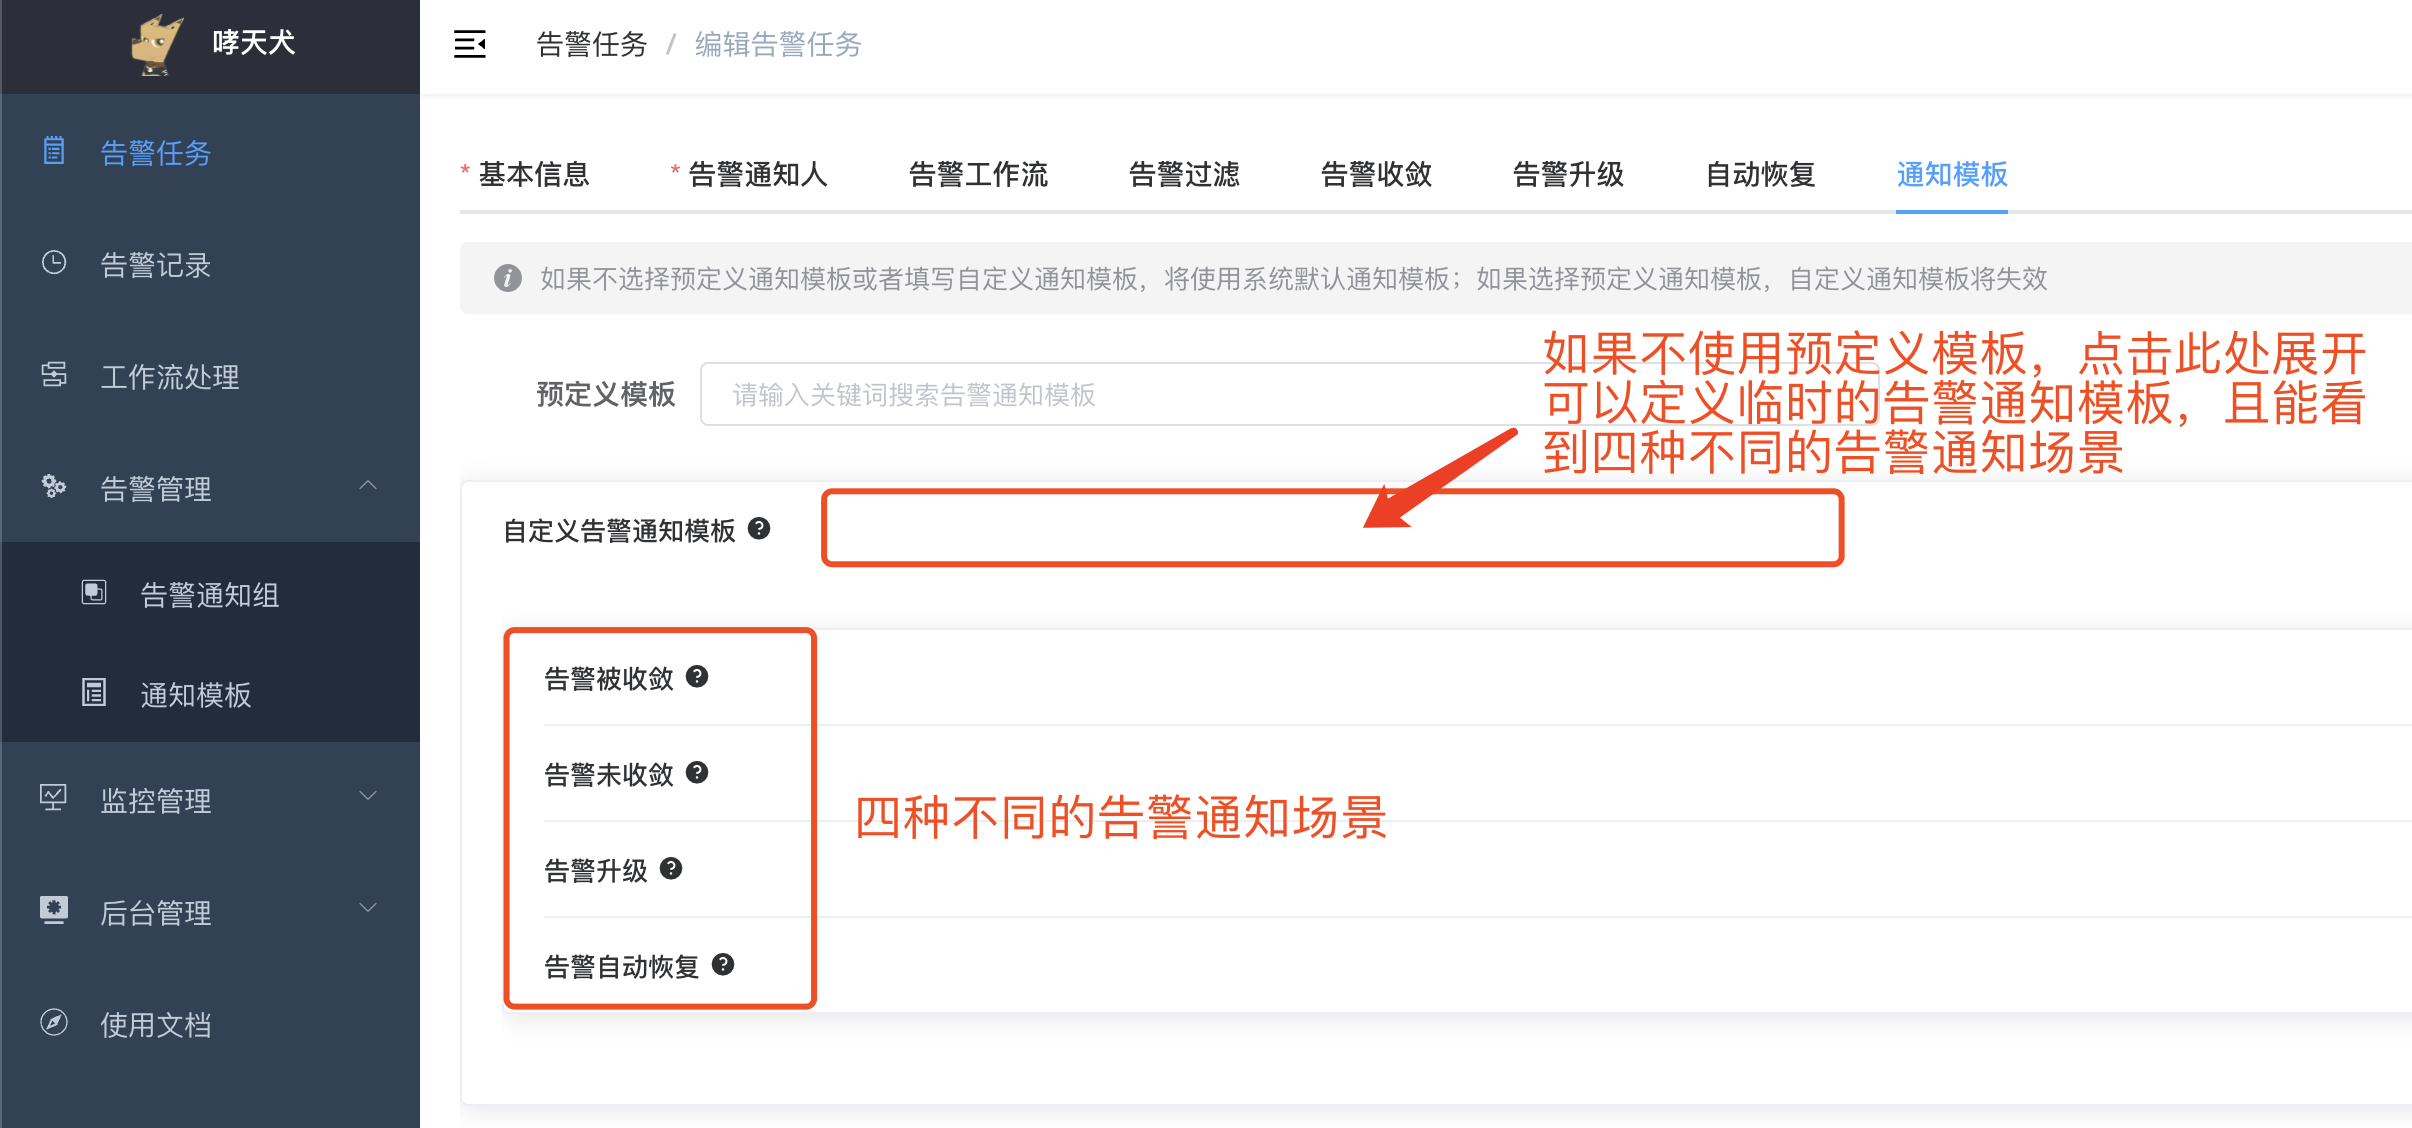 哮天犬
告警任务 / 编辑告警任务
告警任务
告警记录
工作流处理
告警管理
告警通知组
通知模板
监控管理
后台管理
使用文档
* 基本信息
* 告警通知人
告警工作流
告警过滤
告警收敛
告警升级
自动恢复
通知模板
如果不选择预定义通知模板或者填写自定义通知模板，将使用系统默认通知模板；如果选择预定义通知模板，自定义通知模板将失效
预定义模板
请输入关键词搜索告警通知模板
如果不使用预定义模板，点击此处展开
可以定义临时的告警通知模板，且能看
到四种不同的告警通知场景
自定义告警通知模板
告警被收敛
告警未收敛
四种不同的告警通知场景
告警升级
告警自动恢复